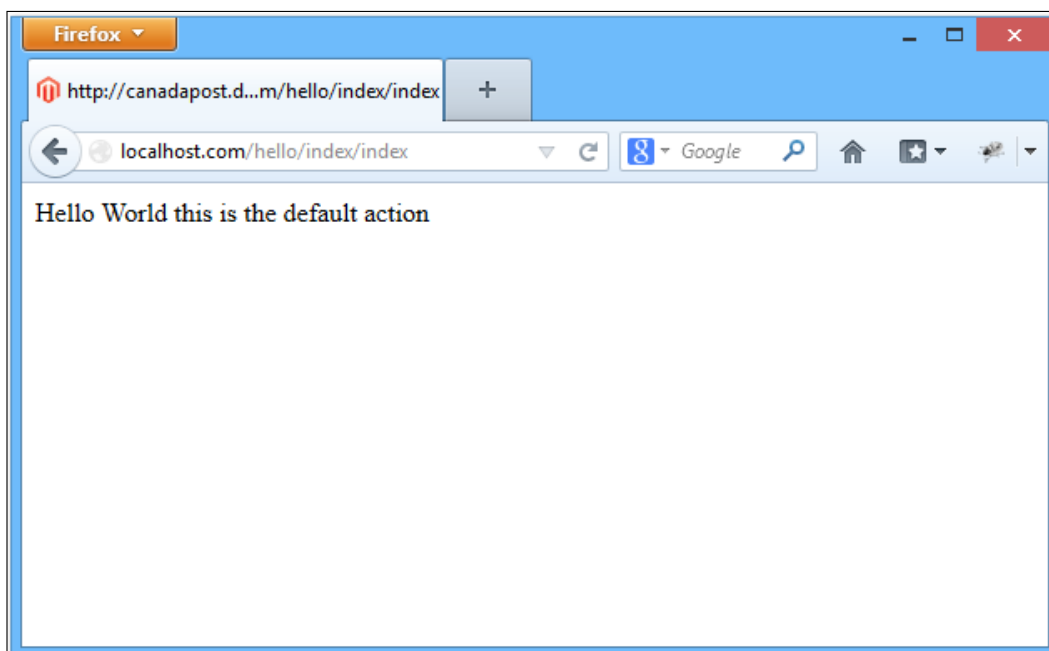 Firefox
http://canadapost.d...m/hello/index/index
localhost.com/hello/index/index
Google
Hello World this is the default action